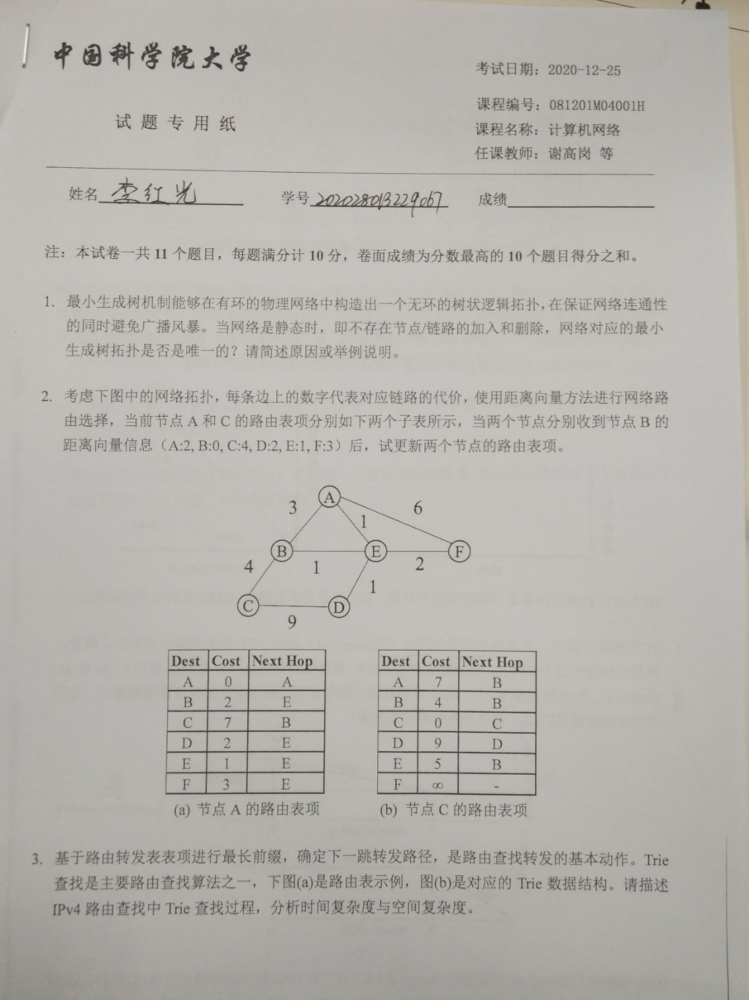 中国科学院大学
试题专用纸
考试日期：2020-12-25
课程编号：081201M04001H
课程名称：计算机网络
任课教师：谢高岗 等
姓名 李红光 学号 202028013229067 成绩
注：本试卷一共 11 个题目，每题满分计 10 分，卷面成绩为分数最高的 10 个题目得分之和。
1. 最小生成树机制能够在有环的物理网络中构造出一个无环的树状逻辑拓扑，在保证网络连通性
的同时避免广播风暴。当网络是静态时，即不存在节点/链路的加入和删除，网络对应的最小
生成树拓扑是否是唯一的？请简述原因或举例说明。
2. 考虑下图中的网络拓扑，每条边上的数字代表对应链路的代价，使用距离向量方法进行网络路
由选择，当前节点 A 和 C 的路由表项分别如下两个子表所示，当两个节点分别收到节点 B 的
距离向量信息（A:2, B:0, C:4, D:2, E:1, F:3）后，试更新两个节点的路由表项。
A
3
6
1
B
E
F
4
1
2
1
C
D
9
Dest Cost Next Hop
A 0 A
B 2 E
C 7 B
D 2 E
E 1 E
F 3 E
(a) 节点 A 的路由表项
Dest Cost Next Hop
A 7 B
B 4 B
C 0 C
D 9 D
E 5 B
F ∞ -
(b) 节点 C 的路由表项
3. 基于路由转发表表项进行最长前缀，确定下一跳转发路径，是路由查找转发的基本动作。Trie
查找是主要路由查找算法之一，下图(a)是路由表示例，图(b)是对应的 Trie 数据结构。请描述
IPv4 路由查找中 Trie 查找过程，分析时间复杂度与空间复杂度。